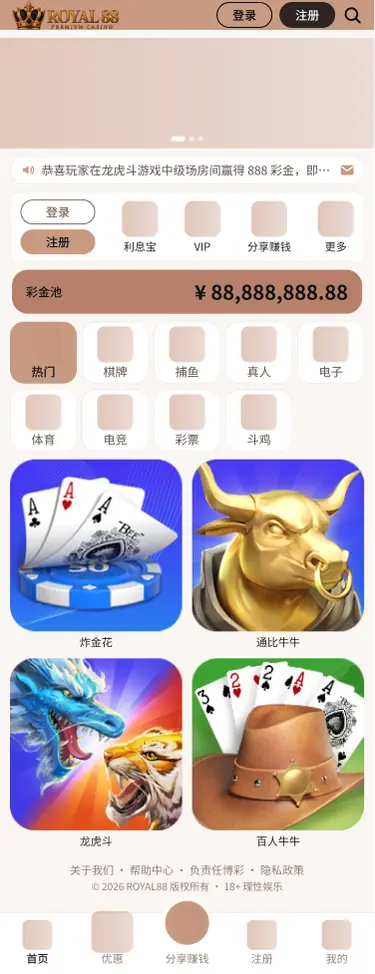 ROYAL 88
PREMIUM CASINO
登录
注册
恭喜玩家在龙虎斗游戏中级场房间赢得 888 彩金，即…
登录
注册
利息宝
VIP
分享赚钱
更多
彩金池
¥ 88,888,888.88
热门
棋牌
捕鱼
真人
电子
体育
电竞
彩票
斗鸡
A
A
A
"BEE"
炸金花
通比牛牛
3
2
2
A
A
龙虎斗
百人牛牛
关于我们 · 帮助中心 · 负责任博彩 · 隐私政策
© 2026 ROYAL88 版权所有 · 18+ 理性娱乐
首页
优惠
分享赚钱
注册
我的